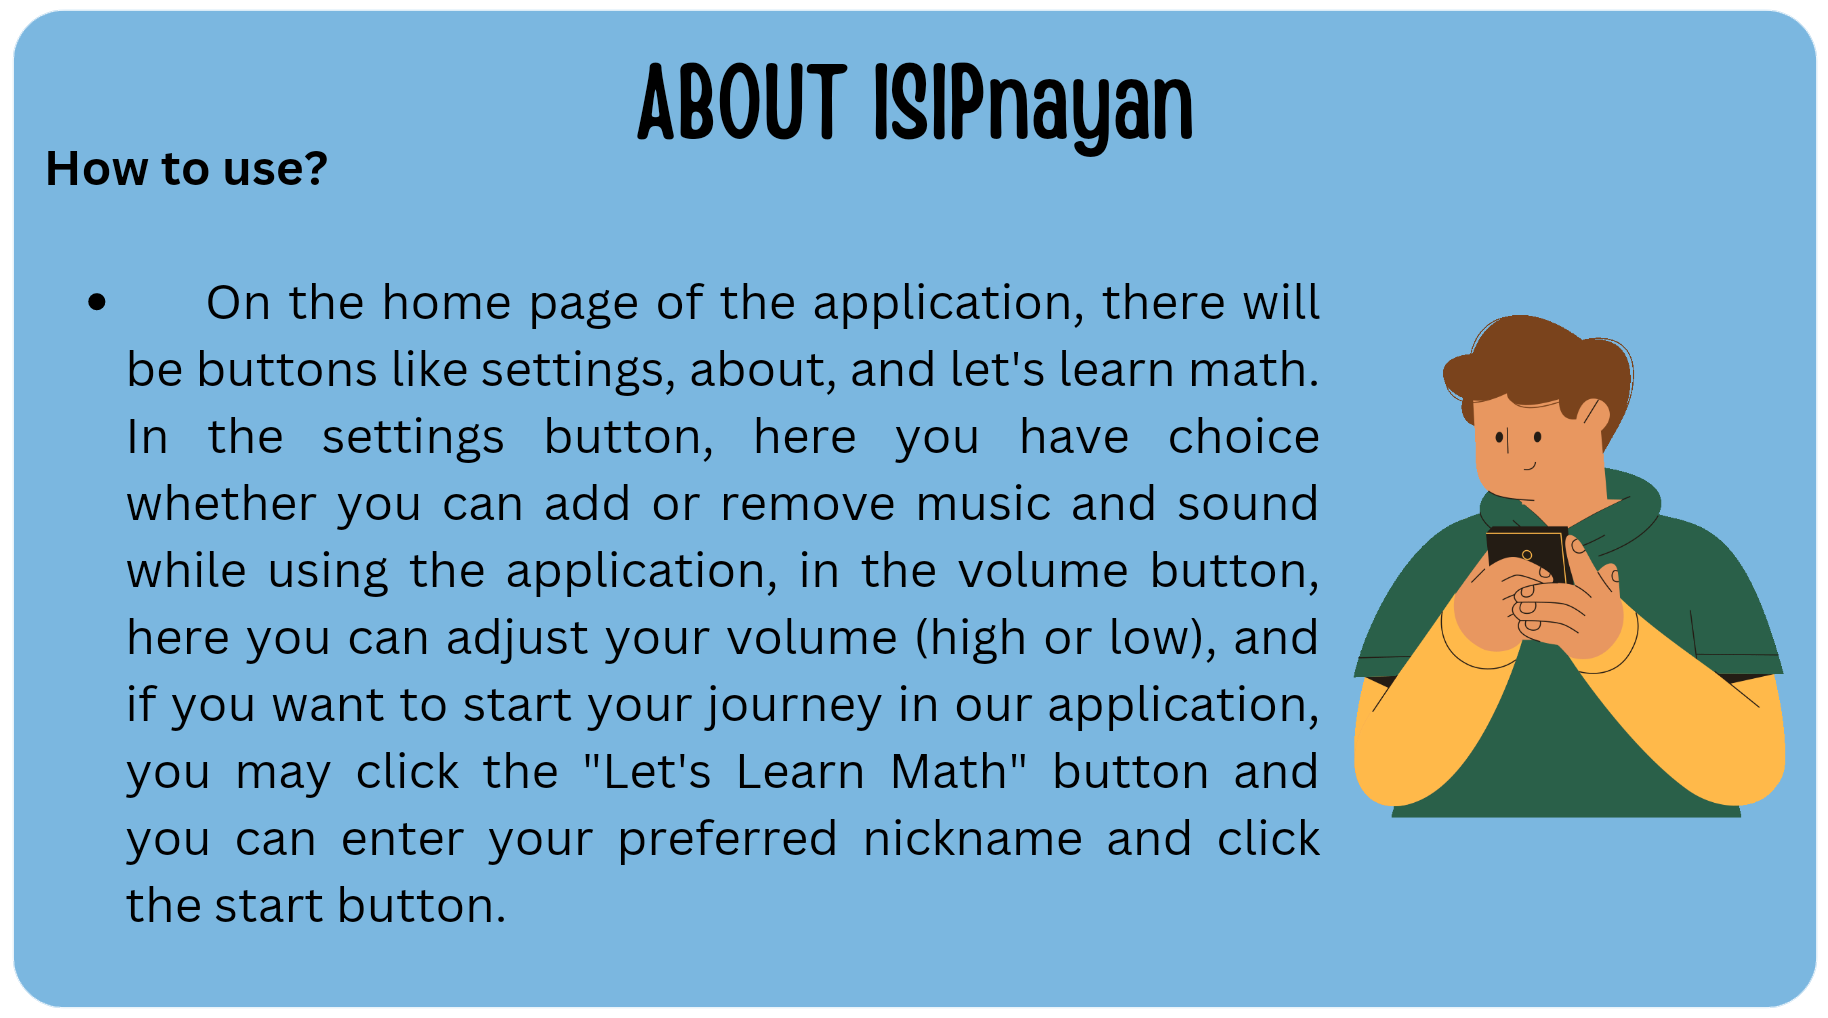 ABOUT ISIPnayan
How to use?
• On the home page of the application, there will
be buttons like settings, about, and let's learn math.
In the settings button, here you have choice
whether you can add or remove music and sound
while using the application, in the volume button,
here you can adjust your volume (high or low), and
if you want to start your journey in our application,
you may click the "Let's Learn Math" button and
you can enter your preferred nickname and click
the start button.